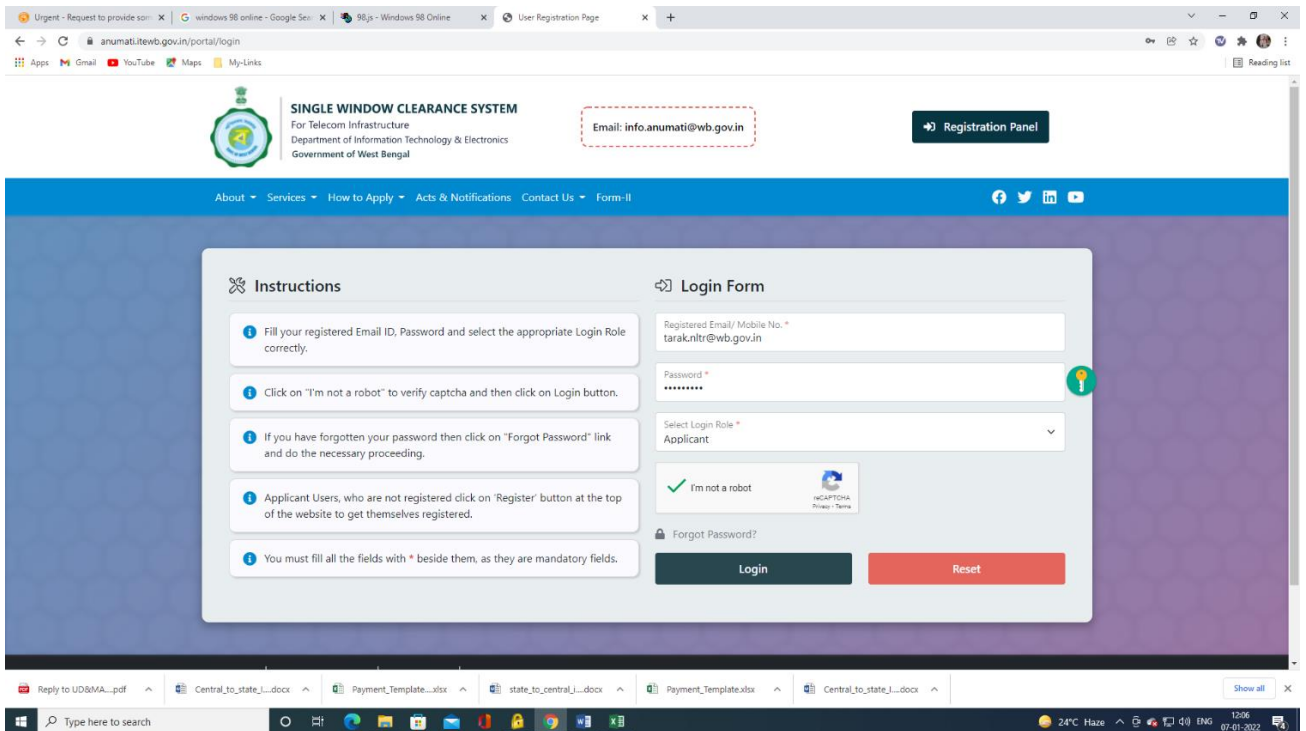 Urgent - Request to provide som
windows 98 online - Google Sea
98.js - Windows 98 Online
User Registration Page
anumati.itewb.gov.in/portal/login
Apps
Gmail
YouTube
Maps
My-Links
Reading list
SINGLE WINDOW CLEARANCE SYSTEM
For Telecom Infrastructure
Department of Information Technology & Electronics
Government of West Bengal
Email: info.anumati@wb.gov.in
Registration Panel
About Services How to Apply Acts & Notifications Contact Us Form-II
Instructions
Fill your registered Email ID, Password and select the appropriate Login Role
correctly.
Click on "I'm not a robot" to verify captcha and then click on Login button.
If you have forgotten your password then click on "Forgot Password" link
and do the necessary proceeding.
Applicant Users, who are not registered click on 'Register' button at the top
of the website to get themselves registered.
You must fill all the fields with * beside them, as they are mandatory fields.
Login Form
Registered Email/ Mobile No. *
tarak.nltr@wb.gov.in
Password *
•••••••••
Select Login Role *
Applicant
I'm not a robot
reCAPTCHA
Privacy - Terms
Forgot Password?
Login
Reset
Reply to UD&MA....pdf
Central_to_state_I....docx
Payment_Template....xlsx
state_to_central_i....docx
Payment_Template.xlsx
Central_to_state_I....docx
Show all
Type here to search
24°C Haze
ENG
12:06
07-01-2022